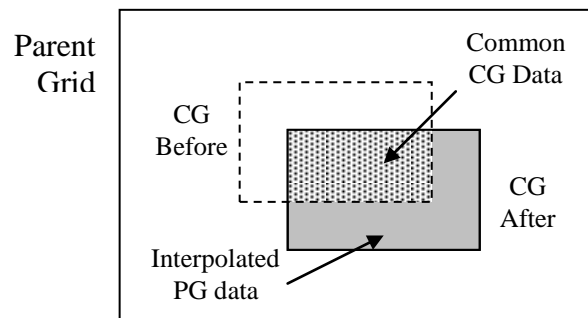 Parent
Grid
Common
CG Data
CG
Before
CG
After
Interpolated
PG data